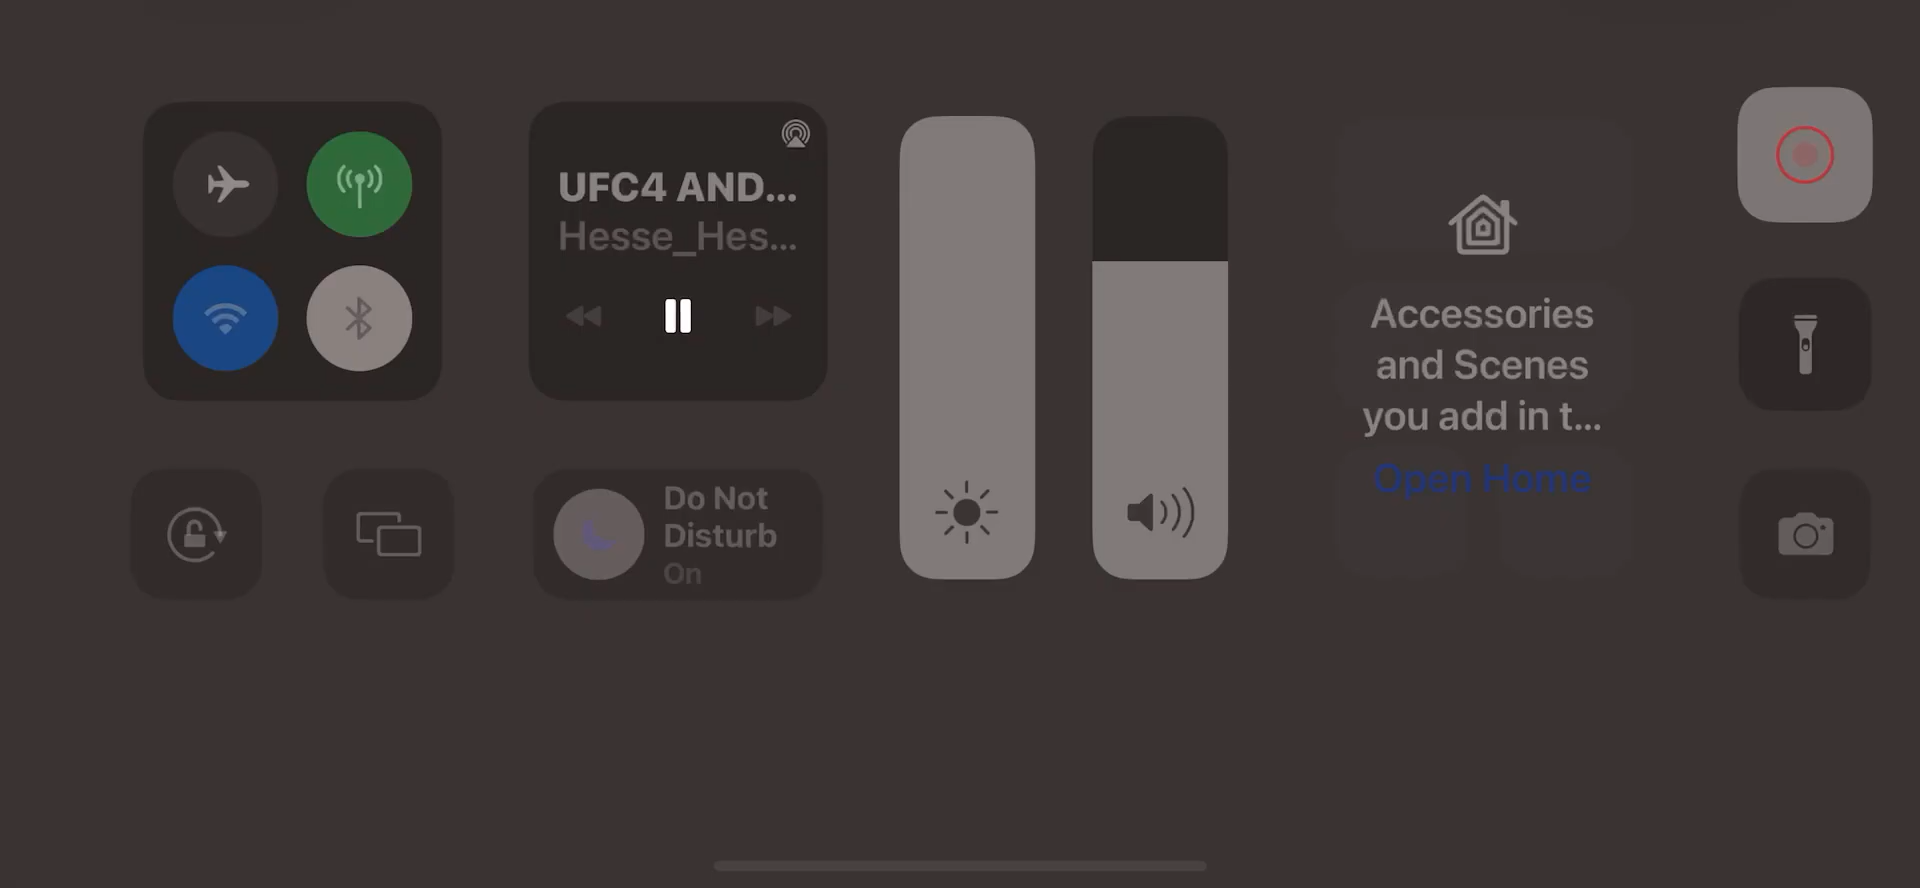 UFC4 AND...
Hesse_Hes...
Do Not
Disturb
On
Accessories
and Scenes
you add in t...
Open Home